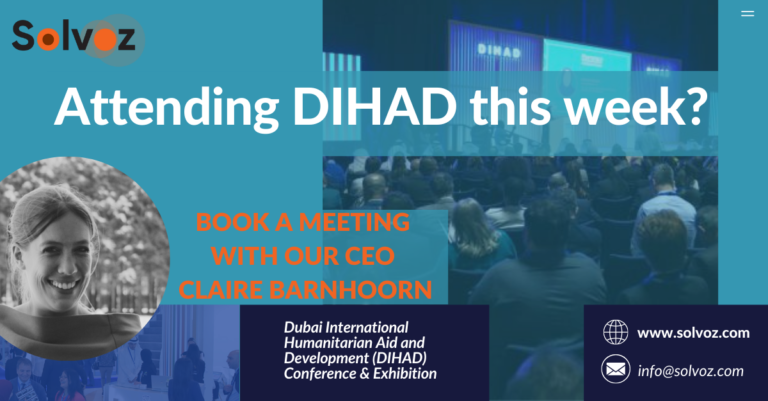 Solvoz
DIHAD
Attending DIHAD this week?
BOOK A MEETING
WITH OUR CEO
CLAIRE BARNHOORN
Dubai International
Humanitarian Aid and
Development (DIHAD)
Conference & Exhibition
www.solvoz.com
info@solvoz.com